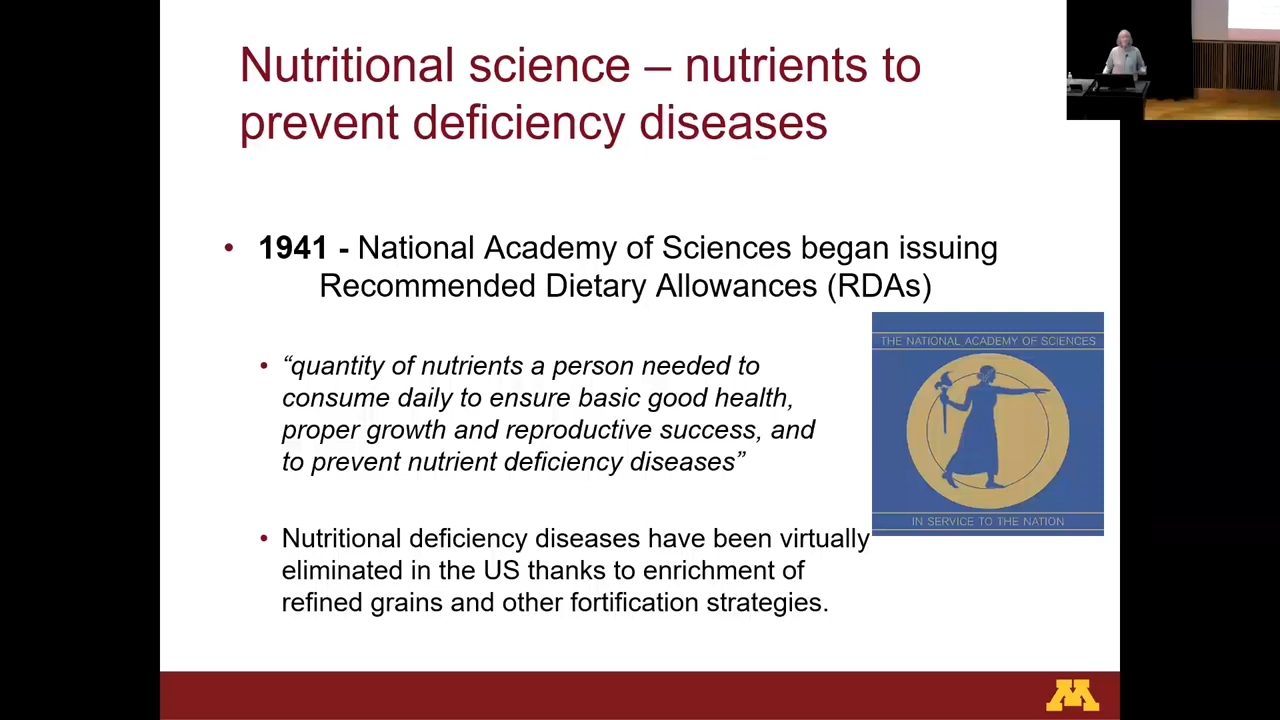 Nutritional science – nutrients to
prevent deficiency diseases
• 1941 - National Academy of Sciences began issuing
Recommended Dietary Allowances (RDAs)
• “quantity of nutrients a person needed to
consume daily to ensure basic good health,
proper growth and reproductive success, and
to prevent nutrient deficiency diseases”
THE NATIONAL ACADEMY OF SCIENCES
IN SERVICE TO THE NATION
• Nutritional deficiency diseases have been virtually
eliminated in the US thanks to enrichment of
refined grains and other fortification strategies.
M